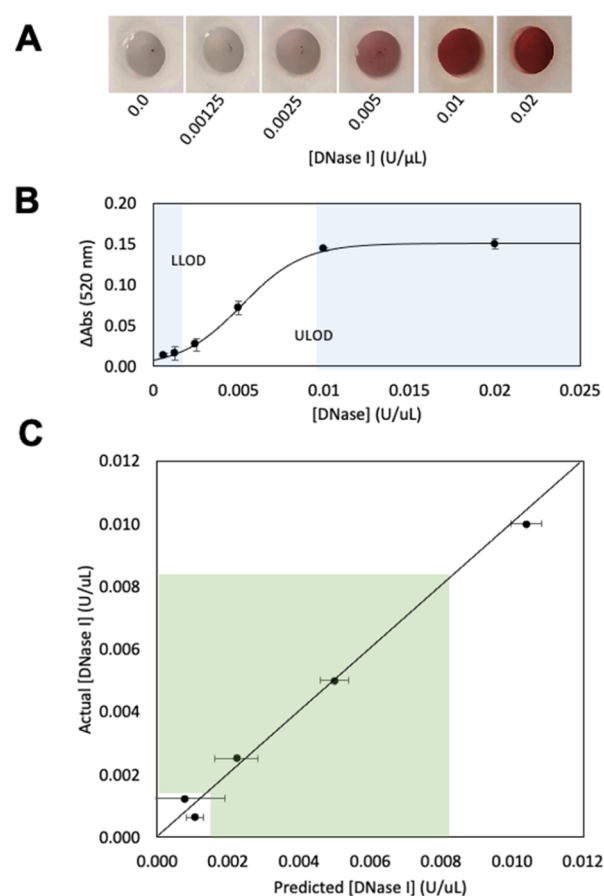 A
0.0
0.00125
0.0025
0.005
0.01
0.02
[DNase I] (U/μL)
B
ΔAbs (520 nm)
0.20
0.15
0.10
0.05
0.00
LLOD
ULOD
0 0.005 0.01 0.015 0.02 0.025
[DNase] (U/uL)
C
Actual [DNase I] (U/uL)
0.012
0.010
0.008
0.006
0.004
0.002
0.000
0.000 0.002 0.004 0.006 0.008 0.010 0.012
Predicted [DNase I] (U/uL)